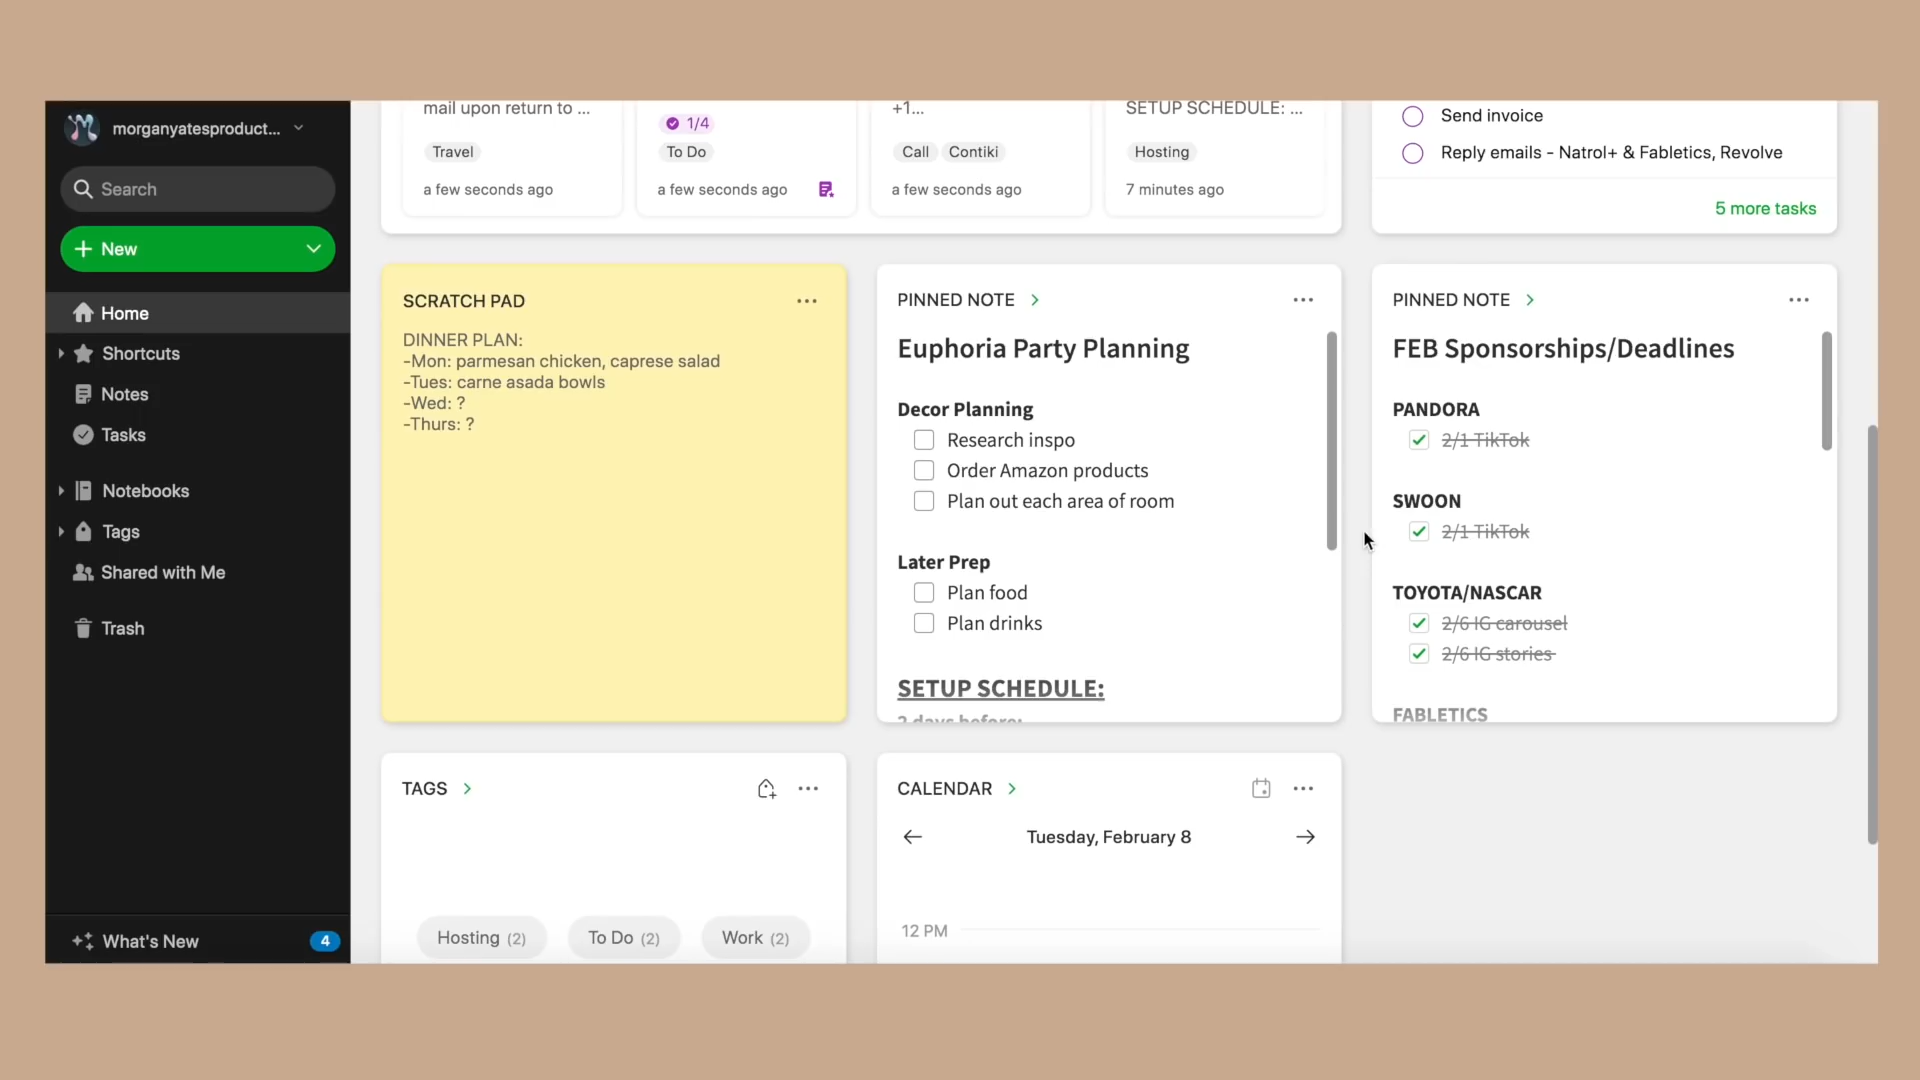 morganyatesproduct...
Search
New
Home
Shortcuts
Notes
Tasks
Notebooks
Tags
Shared with Me
Trash
What's New
4
mail upon return to ...
Travel
a few seconds ago
1/4
To Do
a few seconds ago
+1...
Call Contiki
a few seconds ago
SETUP SCHEDULE: ...
Hosting
7 minutes ago
Send invoice
Reply emails - Natrol+ & Fabletics, Revolve
5 more tasks
SCRATCH PAD
DINNER PLAN:
-Mon: parmesan chicken, caprese salad
-Tues: carne asada bowls
-Wed: ?
-Thurs: ?
PINNED NOTE
Euphoria Party Planning
Decor Planning
Research inspo
Order Amazon products
Plan out each area of room
Later Prep
Plan food
Plan drinks
SETUP SCHEDULE:
2 days before:
PINNED NOTE
FEB Sponsorships/Deadlines
PANDORA
2/1 TikTok
SWOON
2/1 TikTok
TOYOTA/NASCAR
2/6 IG carousel
2/6 IG stories
FABLETICS
TAGS
Hosting (2)
To Do (2)
Work (2)
CALENDAR
Tuesday, February 8
12 PM